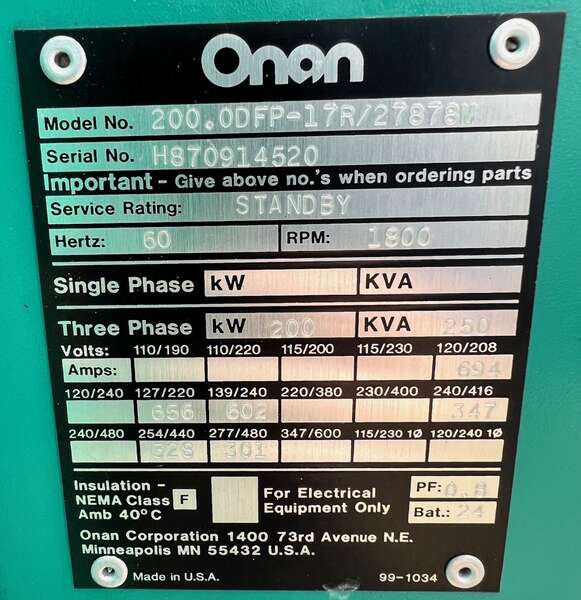 Onan
Model No. 200.0DFP-17R/27878M
Serial No. H870914520
Important - Give above no.'s when ordering parts
Service Rating: STANDBY
Hertz: 60 RPM: 1800
Single Phase kW KVA
Three Phase kW 200 KVA 250
Volts: 110/190 110/220 115/200 115/230 120/208
Amps: 694
120/240 127/220 139/240 220/380 230/400 240/416
656 602 347
240/480 254/440 277/480 347/600 115/230 1Ø 120/240 1Ø
328 301
Insulation - NEMA Class F Amb 40°C
For Electrical Equipment Only
PF: 0.8
Bat.: 24
Onan Corporation 1400 73rd Avenue N.E.
Minneapolis MN 55432 U.S.A.
Made in U.S.A. 99-1034